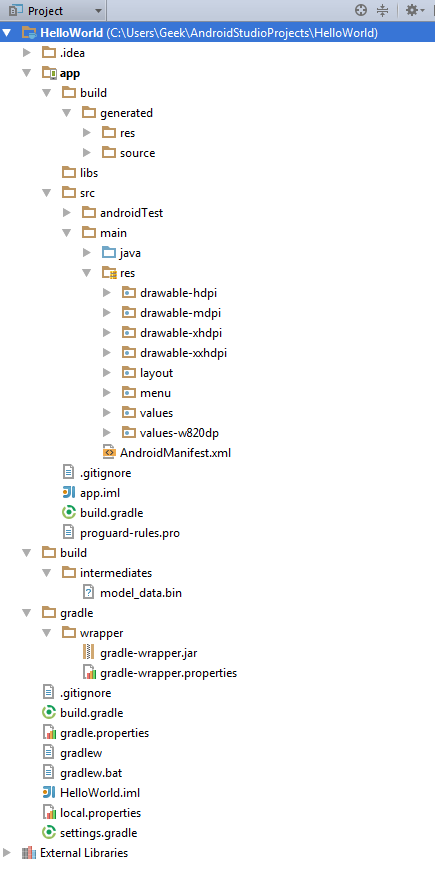 Project
HelloWorld (C:\Users\Geek\AndroidStudioProjects\HelloWorld)
.idea
app
build
generated
res
source
libs
src
androidTest
main
java
res
drawable-hdpi
drawable-mdpi
drawable-xhdpi
drawable-xxhdpi
layout
menu
values
values-w820dp
AndroidManifest.xml
.gitignore
app.iml
build.gradle
proguard-rules.pro
build
intermediates
model_data.bin
gradle
wrapper
gradle-wrapper.jar
gradle-wrapper.properties
.gitignore
build.gradle
gradle.properties
gradlew
gradlew.bat
HelloWorld.iml
local.properties
settings.gradle
External Libraries